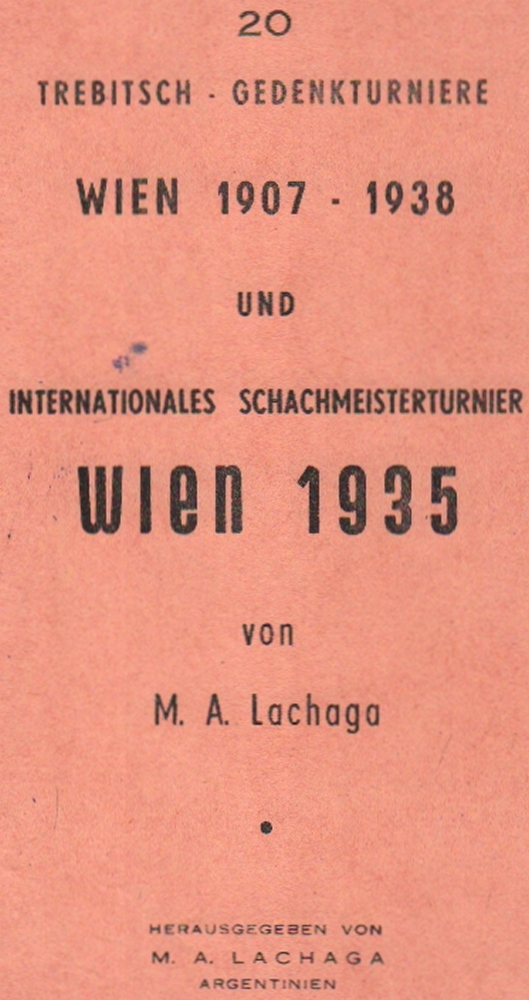 20
TREBITSCH - GEDENKTURNIERE
WIEN 1907 - 1938
UND
INTERNATIONALES SCHACHMEISTERTURNIER
WIEN 1935
von
M. A. Lachaga
•
HERAUSGEGEBEN VON
M. A. LACHAGA
ARGENTINIEN